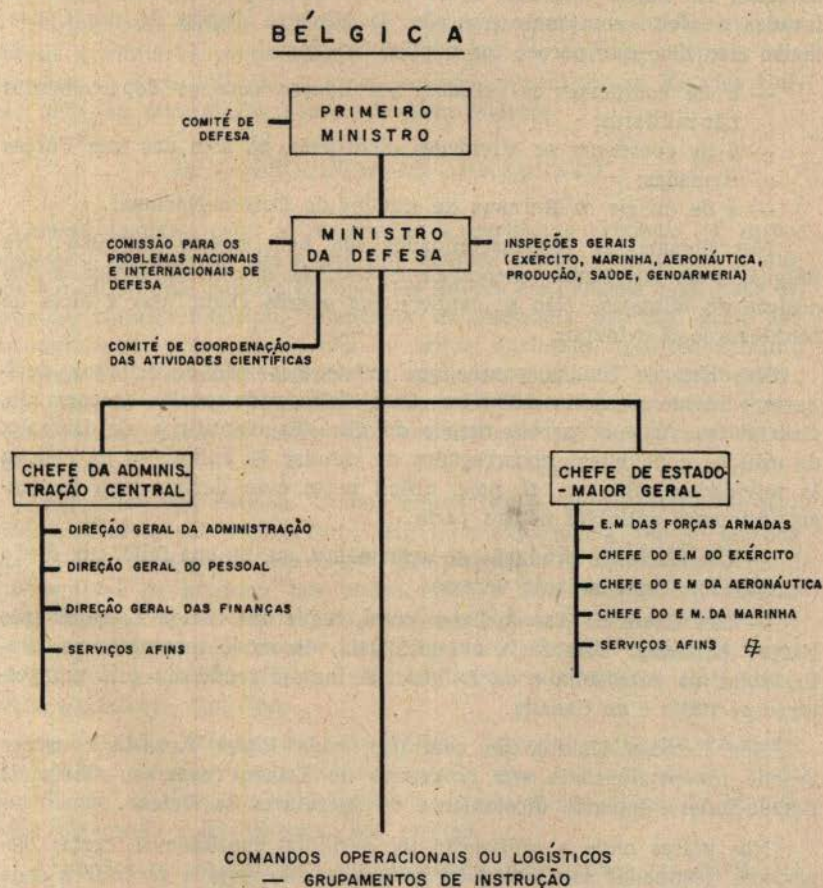 BÉLGICA
PRIMEIRO
MINISTRO
COMITÉ DE
DEFESA
MINISTRO
DA DEFESA
COMISSÃO PARA OS
PROBLEMAS NACIONAIS
E INTERNACIONAIS DE
DEFESA
INSPEÇÕES GERAIS
(EXÉRCITO, MARINHA, AERONÁUTICA,
PRODUÇÃO, SAÚDE, GENDARMERIA)
COMITÉ DE COORDENAÇÃO
DAS ATIVIDADES CIENTÍFICAS
CHEFE DA ADMINIS-
TRAÇÃO CENTRAL
DIREÇÃO GERAL DA ADMINISTRAÇÃO
DIREÇÃO GERAL DO PESSOAL
DIREÇÃO GERAL DAS FINANÇAS
SERVIÇOS AFINS
CHEFE DE ESTADO-
-MAIOR GERAL
E.M DAS FORÇAS ARMADAS
CHEFE DO E.M DO EXÉRCITO
CHEFE DO E M DA AERONÁUTICA
CHEFE DO E M. DA MARINHA
SERVIÇOS AFINS
COMANDOS OPERACIONAIS OU LOGÍSTICOS
— GRUPAMENTOS DE INSTRUÇÃO